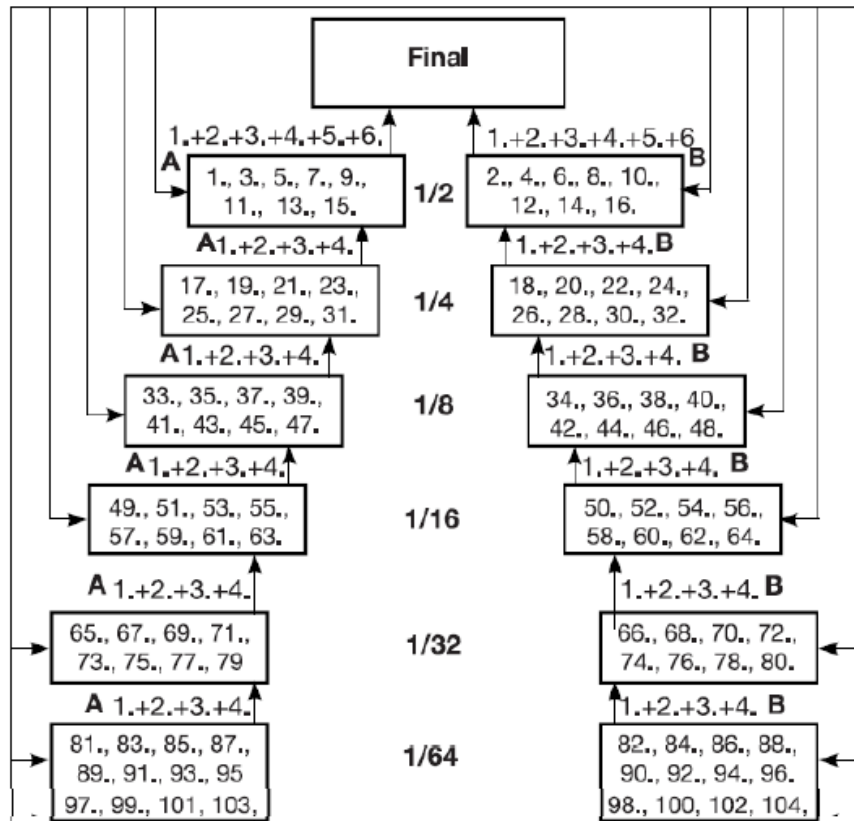 Final
1.+2.+3.+4.+5.+6. 1.+2.+3.+4.+5.+6
A B
1., 3., 5., 7., 9., 1/2 2., 4., 6., 8., 10.,
11., 13., 15. 12., 14., 16.
A 1.+2.+3.+4. 1.+2.+3.+4. B
17., 19., 21., 23., 1/4 18., 20., 22., 24.,
25., 27., 29., 31. 26., 28., 30., 32.
A 1.+2.+3.+4. 1.+2.+3.+4. B
33., 35., 37., 39., 1/8 34., 36., 38., 40.,
41., 43., 45., 47. 42., 44., 46., 48.
A 1.+2.+3.+4. 1.+2.+3.+4. B
49., 51., 53., 55., 1/16 50., 52., 54., 56.,
57., 59., 61., 63. 58., 60., 62., 64.
A 1.+2.+3.+4. 1.+2.+3.+4. B
65., 67., 69., 71., 1/32 66., 68., 70., 72.,
73., 75., 77., 79 74., 76., 78., 80.
A 1.+2.+3.+4. 1.+2.+3.+4. B
81., 83., 85., 87., 1/64 82., 84., 86., 88.,
89., 91., 93., 95 90., 92., 94., 96.
97., 99., 101, 103, 98., 100, 102, 104,